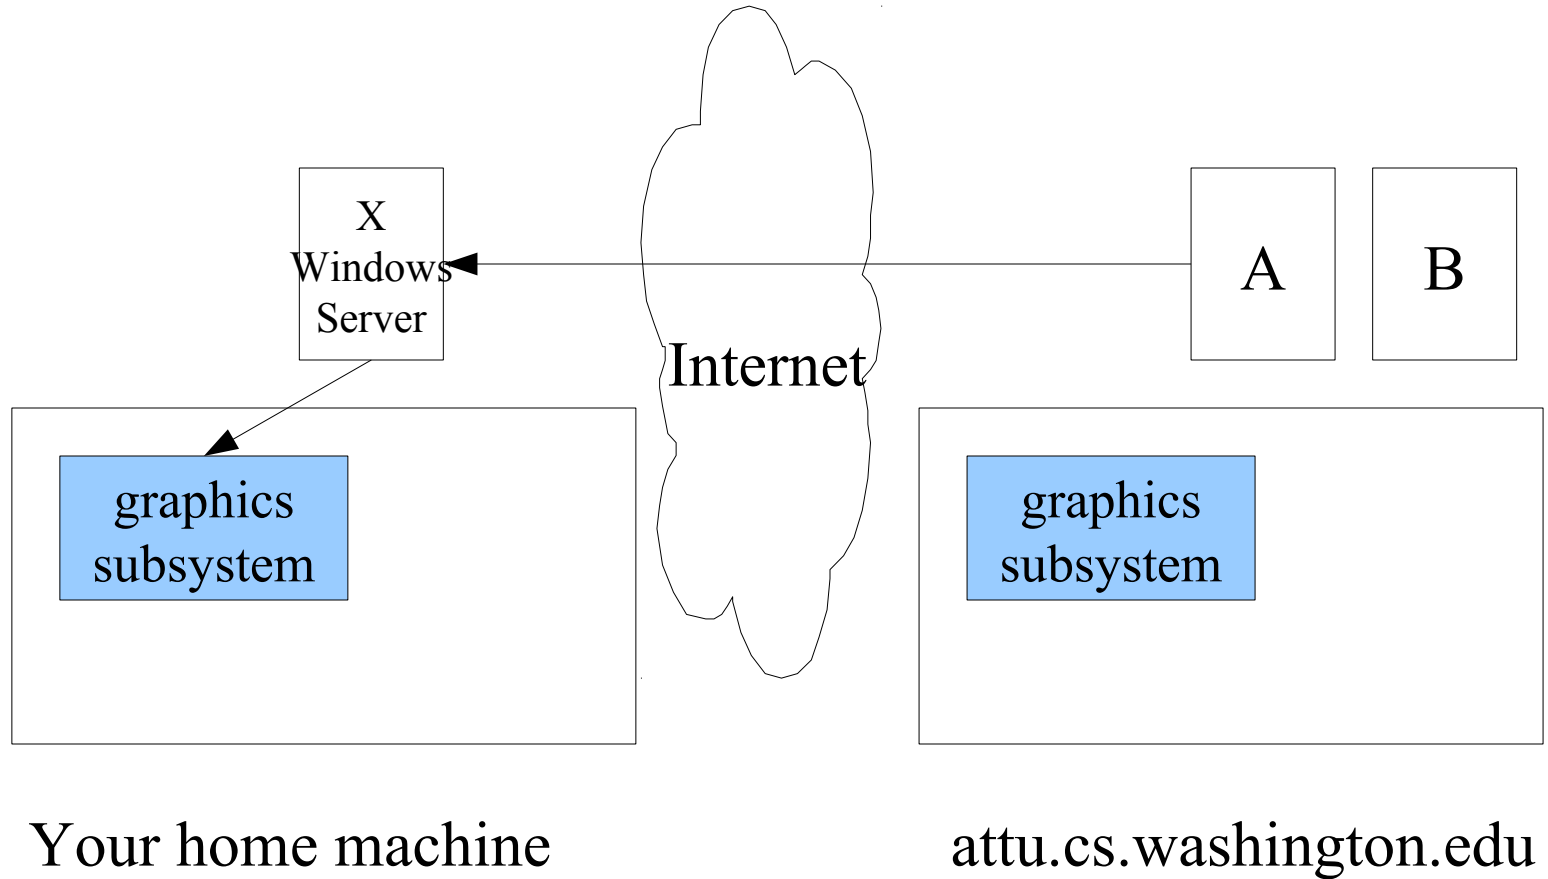 X
Windows
Server
A
B
Internet
graphics
subsystem
graphics
subsystem
Your home machine
attu.cs.washington.edu